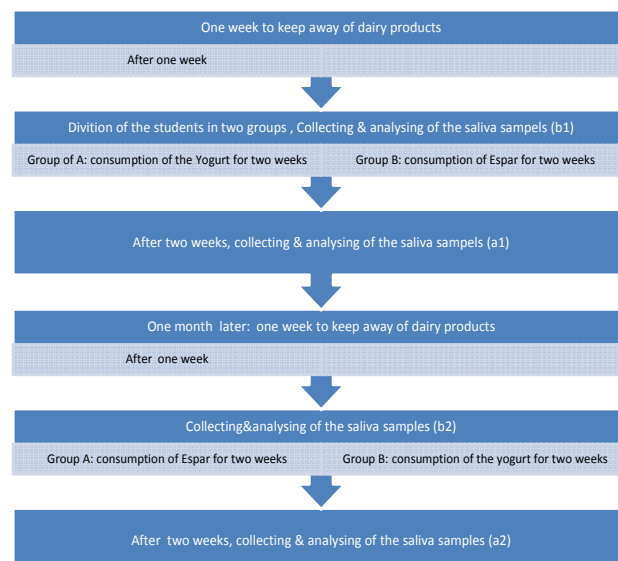 One week to keep away of dairy products
After one week
Divition of the students in two groups , Collecting & analysing of the saliva sampels (b1)
Group of A: consumption of the Yogurt for two weeks
Group B: consumption of Espar for two weeks
After two weeks, collecting & analysing of the saliva sampels (a1)
One month later: one week to keep away of dairy products
After one week
Collecting&analysing of the saliva samples (b2)
Group A: consumption of Espar for two weeks
Group B: consumption of the yogurt for two weeks
After two weeks, collecting & analysing of the saliva samples (a2)